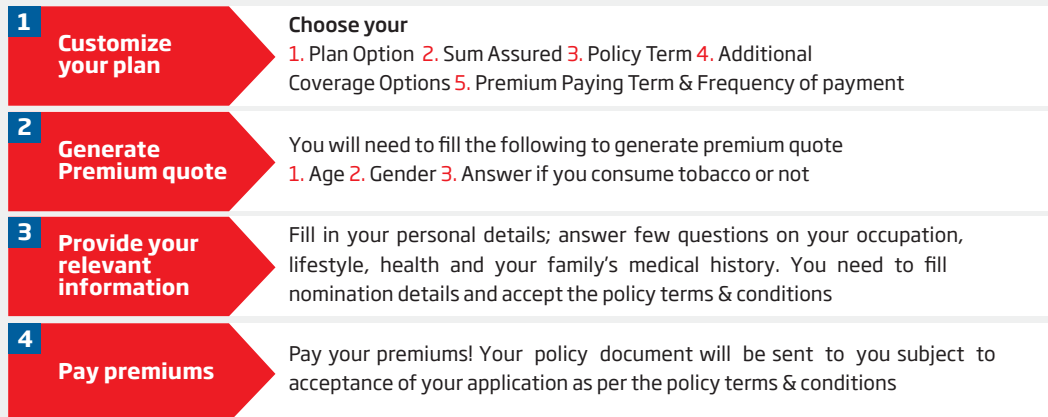 1
Customize
your plan
Choose your
1. Plan Option 2. Sum Assured 3. Policy Term 4. Additional
Coverage Options 5. Premium Paying Term & Frequency of payment
2
Generate
Premium quote
You will need to fill the following to generate premium quote
1. Age 2. Gender 3. Answer if you consume tobacco or not
3
Provide your
relevant
information
Fill in your personal details; answer few questions on your occupation,
lifestyle, health and your family's medical history. You need to fill
nomination details and accept the policy terms & conditions
4
Pay premiums
Pay your premiums! Your policy document will be sent to you subject to
acceptance of your application as per the policy terms & conditions